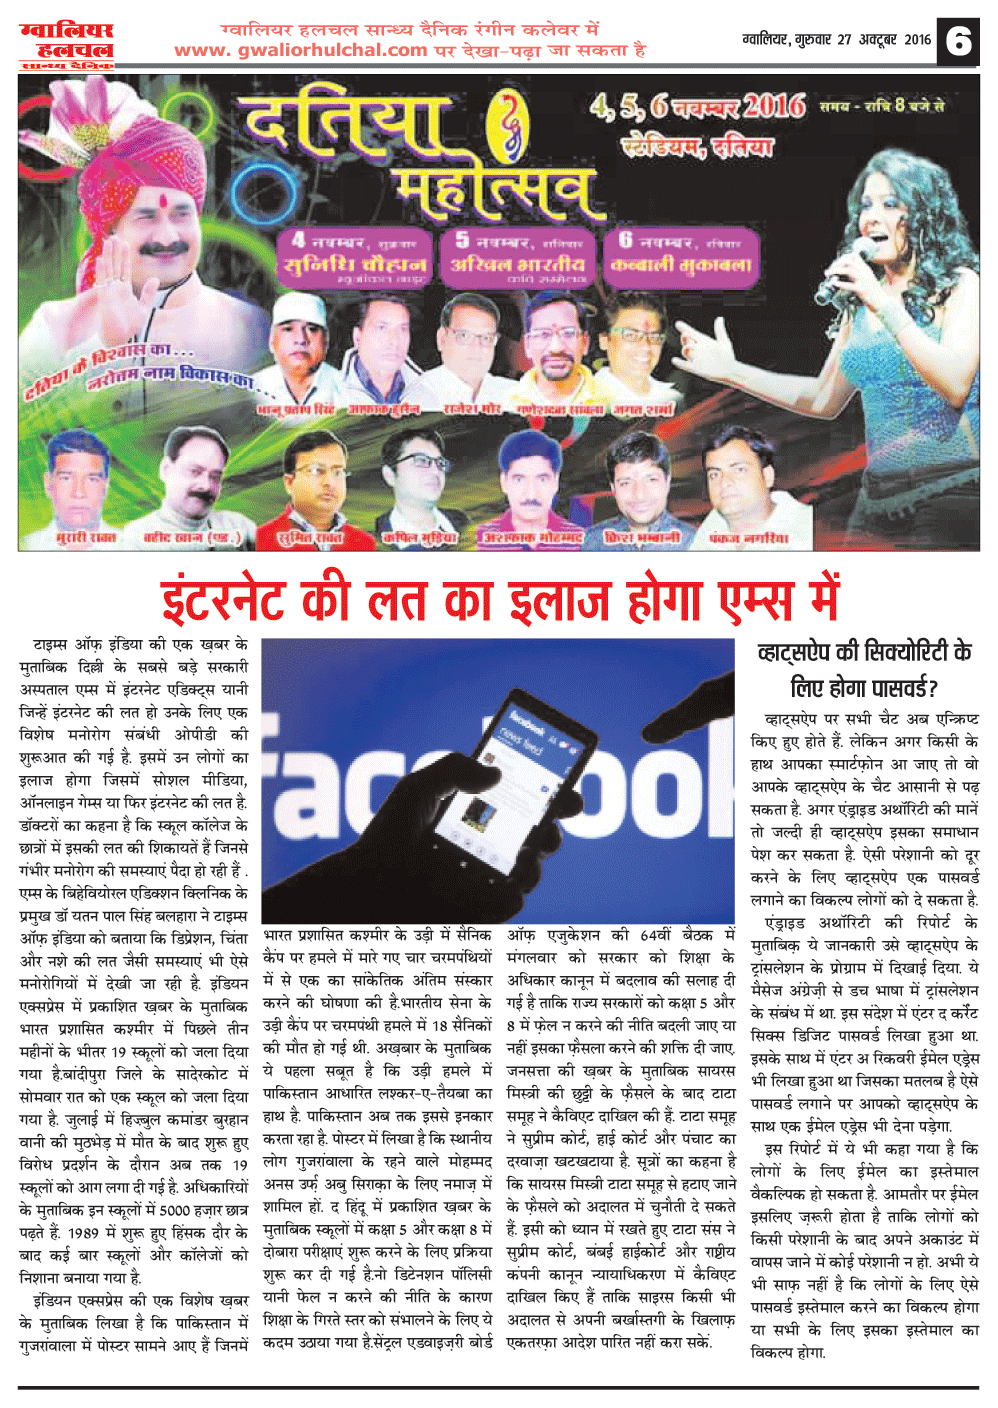 ग्वालियर
हलचल
सान्ध्य दैनिक
ग्वालियर हलचल सान्ध्य दैनिक रंगीन कलेवर में
www. gwaliorhulchal.com पर देखा-पढ़ा जा सकता है
ग्वालियर, गुरुवार 27 अक्टूबर 2016
6
दतिया
महोत्सव
4, 5, 6 नवम्बर 2016 समय - रात्रि 8 बजे से
स्टेडियम, दतिया
4 नवम्बर, शुक्रवार
सुनिधि चौहान
म्यूजिकल नाइट
5 नवम्बर, शनिवार
अखिल भारतीय
कवि सम्मेलन
6 नवम्बर, रविवार
कव्वाली मुकाबला
दतिया के विश्वास का...
नरोत्तम नाम विकास का...
भानु प्रताप सिंह आफाक हुसैन राजेश मोर गणेशदत्त सांवला जगत शर्मा
मुरारी रावत वहीद खान (एड.) सुमित रावत कपिल मुड़िया अशफाक मोहम्मद क्रिश भम्बानी पंकज नगरिया
इंटरनेट की लत का इलाज होगा एम्स में
टाइम्स ऑफ़ इंडिया की एक ख़बर के
मुताबिक दिल्ली के सबसे बड़े सरकारी
अस्पताल एम्स में इंटरनेट एडिक्ट्स यानी
जिन्हें इंटरनेट की लत हो उनके लिए एक
विशेष मनोरोग संबंधी ओपीडी की
शुरूआत की गई है. इसमें उन लोगों का
इलाज होगा जिसमें सोशल मीडिया,
ऑनलाइन गेम्स या फिर इंटरनेट की लत है.
डॉक्टरों का कहना है कि स्कूल कॉलेज के
छात्रों में इसकी लत की शिकायतें हैं जिनसे
गंभीर मनोरोग की समस्याएं पैदा हो रही हैं .
एम्स के बिहेवियोरल एडिक्शन क्लिनिक के
प्रमुख डॉ यतन पाल सिंह बलहारा ने टाइम्स
ऑफ़ इंडिया को बताया कि डिप्रेशन, चिंता
और नशे की लत जैसी समस्याएं भी ऐसे
मनोरोगियों में देखी जा रही है. इंडियन
एक्सप्रेस में प्रकाशित ख़बर के मुताबिक
भारत प्रशासित कश्मीर में पिछले तीन
महीनों के भीतर 19 स्कूलों को जला दिया
गया है.बांदीपुरा जिले के सादेरकोट में
सोमवार रात को एक स्कूल को जला दिया
गया है. जुलाई में हिज़्बुल कमांडर बुरहान
वानी की मुठभेड़ में मौत के बाद शुरू हुए
विरोध प्रदर्शन के दौरान अब तक 19
स्कूलों को आग लगा दी गई है. अधिकारियों
के मुताबिक इन स्कूलों में 5000 हज़ार छात्र
पढ़ते हैं. 1989 में शुरू हुए हिंसक दौर के
बाद कई बार स्कूलों और कॉलेजों को
निशाना बनाया गया है.
इंडियन एक्सप्रेस की एक विशेष ख़बर
के मुताबिक लिखा है कि पाकिस्तान में
गुजरांवाला में पोस्टर सामने आए हैं जिनमें
facebook
facebook
news feed
भारत प्रशासित कश्मीर के उड़ी में सैनिक
कैंप पर हमले में मारे गए चार चरमपंथियों
में से एक का सांकेतिक अंतिम संस्कार
करने की घोषणा की है.भारतीय सेना के
उड़ी कैंप पर चरमपंथी हमले में 18 सैनिकों
की मौत हो गई थी. अख़बार के मुताबिक
ये पहला सबूत है कि उड़ी हमले में
पाकिस्तान आधारित लश्कर-ए-तैयबा का
हाथ है. पाकिस्तान अब तक इससे इनकार
करता रहा है. पोस्टर में लिखा है कि स्थानीय
लोग गुजरांवाला के रहने वाले मोहम्मद
अनस उर्फ़ अबु सिराक़ा के लिए नमाज़ में
शामिल हों. द हिंदू में प्रकाशित ख़बर के
मुताबिक स्कूलों में कक्षा 5 और कक्षा 8 में
दोबारा परीक्षाएं शुरू करने के लिए प्रक्रिया
शुरू कर दी गई है.नो डिटेनशन पॉलिसी
यानी फेल न करने की नीति के कारण
शिक्षा के गिरते स्तर को संभालने के लिए ये
कदम उठाया गया है.सेंट्रल एडवाइज़री बोर्ड
ऑफ एजुकेशन की 64वीं बैठक में
मंगलवार को सरकार को शिक्षा के
अधिकार कानून में बदलाव की सलाह दी
गई है ताकि राज्य सरकारों को कक्षा 5 और
8 में फ़ेल न करने की नीति बदली जाए या
नहीं इसका फ़ैसला करने की शक्ति दी जाए.
जनसत्ता की ख़बर के मुताबिक सायरस
मिस्त्री की छुट्टी के फ़ैसले के बाद टाटा
समूह ने कैविएट दाखिल की हैं. टाटा समूह
ने सुप्रीम कोर्ट, हाई कोर्ट और पंचाट का
दरवाज़ा खटखटाया है. सूत्रों का कहना है
कि सायरस मिस्त्री टाटा समूह से हटाए जाने
के फ़ैसले को अदालत में चुनौती दे सकते
हैं. इसी को ध्यान में रखते हुए टाटा संस ने
सुप्रीम कोर्ट, बंबई हाईकोर्ट और राष्ट्रीय
कंपनी कानून न्यायाधिकरण में कैविएट
दाखिल किए हैं ताकि साइरस किसी भी
अदालत से अपनी बर्खास्तगी के खिलाफ़
एकतरफ़ा आदेश पारित नहीं करा सकें.
व्हाट्सऐप की सिक्योरिटी के
लिए होगा पासवर्ड?
व्हाट्सऐप पर सभी चैट अब एन्क्रिप्ट
किए हुए होते हैं. लेकिन अगर किसी के
हाथ आपका स्मार्टफ़ोन आ जाए तो वो
आपके व्हाट्सऐप के चैट आसानी से पढ़
सकता है. अगर एंड्राइड अथॉरिटी की मानें
तो जल्दी ही व्हाट्सऐप इसका समाधान
पेश कर सकता है. ऐसी परेशानी को दूर
करने के लिए व्हाट्सऐप एक पासवर्ड
लगाने का विकल्प लोगों को दे सकता है.
एंड्राइड अथॉरिटी की रिपोर्ट के
मुताबिक़ ये जानकारी उसे व्हाट्सऐप के
ट्रांसलेशन के प्रोग्राम में दिखाई दिया. ये
मैसेज अंग्रेज़ी से डच भाषा में ट्रांसलेशन
के संबंध में था. इस संदेश में एंटर द करेंट
सिक्स डिजिट पासवर्ड लिखा हुआ था.
इसके साथ में एंटर अ रिकवरी ईमेल एड्रेस
भी लिखा हुआ था जिसका मतलब है ऐसे
पासवर्ड लगाने पर आपको व्हाट्सऐप के
साथ एक ईमेल एड्रेस भी देना पड़ेगा.
इस रिपोर्ट में ये भी कहा गया है कि
लोगों के लिए ईमेल का इस्तेमाल
वैकल्पिक हो सकता है. आमतौर पर ईमेल
इसलिए ज़रूरी होता है ताकि लोगों को
किसी परेशानी के बाद अपने अकाउंट में
वापस जाने में कोई परेशानी न हो. अभी ये
भी साफ़ नहीं है कि लोगों के लिए ऐसे
पासवर्ड इस्तेमाल करने का विकल्प होगा
या सभी के लिए इसका इस्तेमाल का
विकल्प होगा.